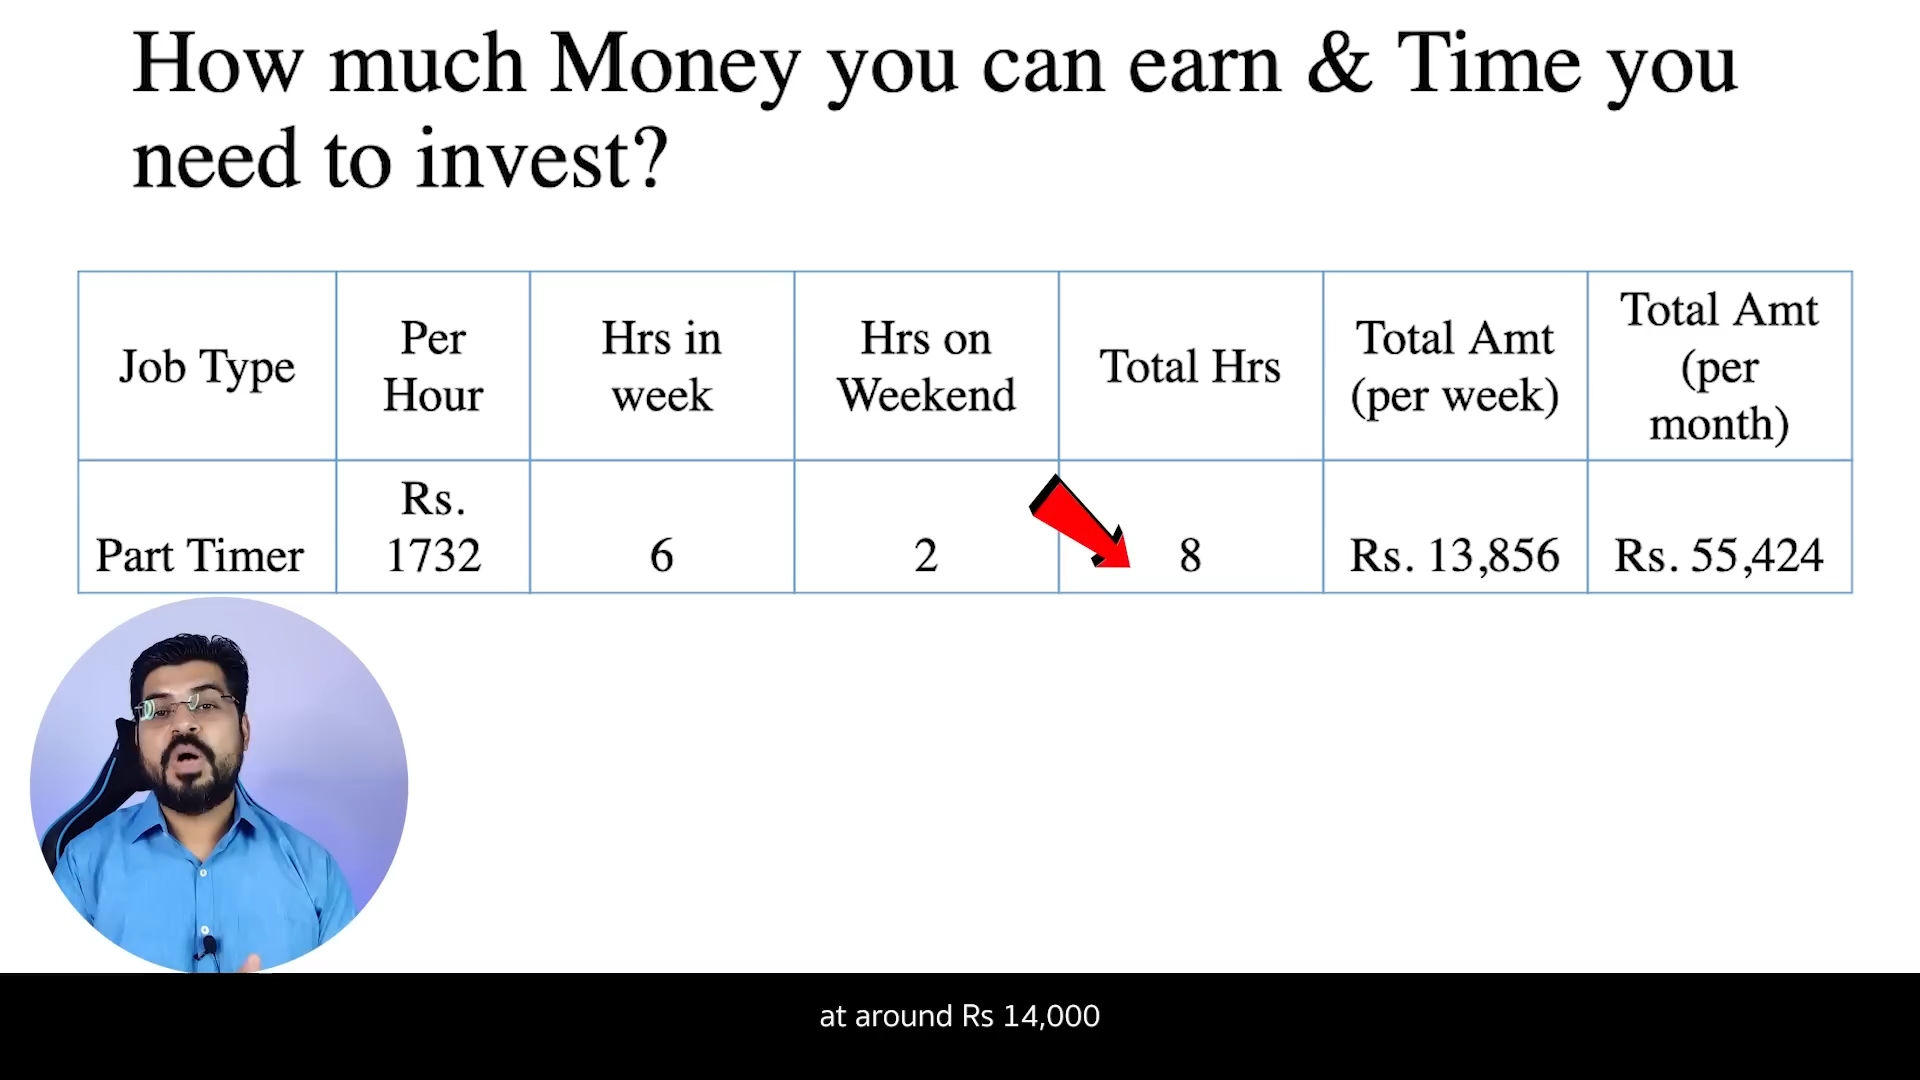 How much Money you can earn & Time you
need to invest?
Job Type
Per
Hour
Hrs in
week
Hrs on
Weekend
Total Hrs
Total Amt
(per week)
Total Amt
(per
month)
Part Timer
Rs.
1732
6
2
8
Rs. 13,856
Rs. 55,424
at around Rs 14,000